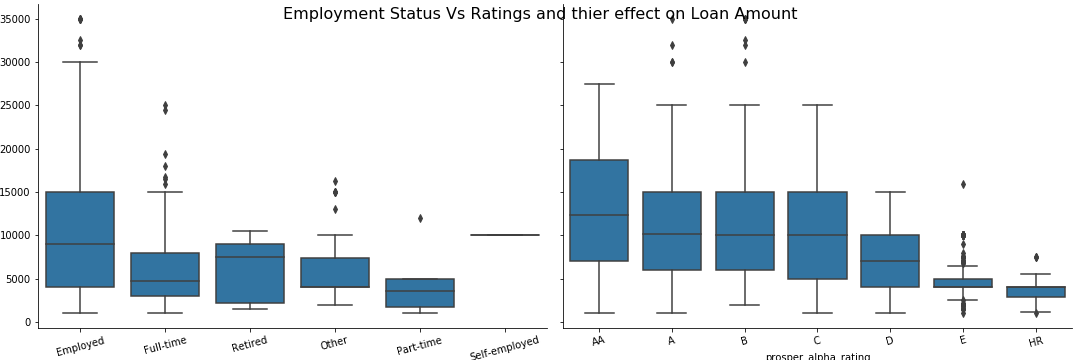 Employment Status Vs Ratings and thier effect on Loan Amount
35000
30000
25000
20000
15000
10000
5000
0
Employed Full-time Retired Other Part-time Self-employed
AA A B C D E HR
prosper_alpha_rating